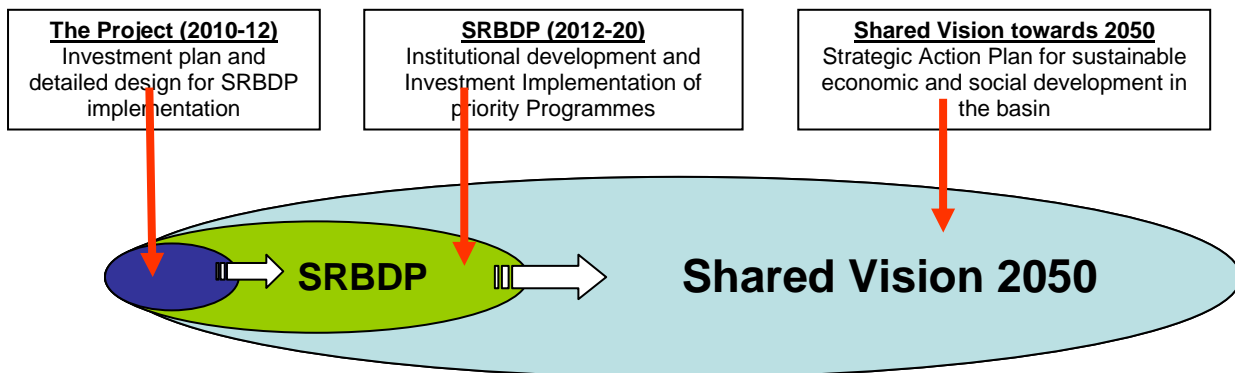 The Project (2010-12)
Investment plan and
detailed design for SRBDP
implementation
SRBDP (2012-20)
Institutional development and
Investment Implementation of
priority Programmes
Shared Vision towards 2050
Strategic Action Plan for sustainable
economic and social development in
the basin
SRBDP
Shared Vision 2050